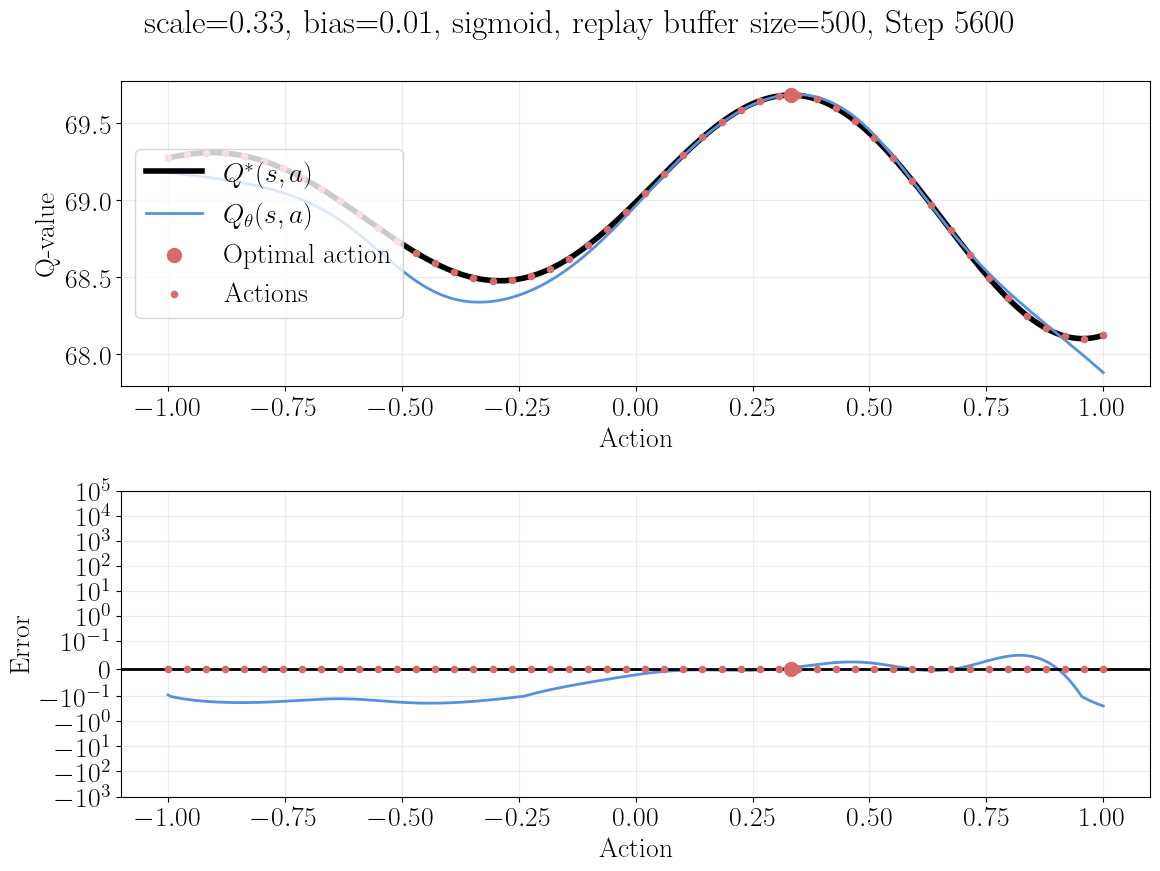 scale=0.33, bias=0.01, sigmoid, replay buffer size=500, Step 5600
69.5
69.0
68.5
68.0
Q-value
Q*(s, a)
Q_θ(s, a)
Optimal action
Actions
−1.00 −0.75 −0.50 −0.25 0.00 0.25 0.50 0.75 1.00
Action
10^5
10^4
10^3
10^2
10^1
10^0
10^−1
0
−10^−1
−10^0
−10^1
−10^2
−10^3
Error
−1.00 −0.75 −0.50 −0.25 0.00 0.25 0.50 0.75 1.00
Action